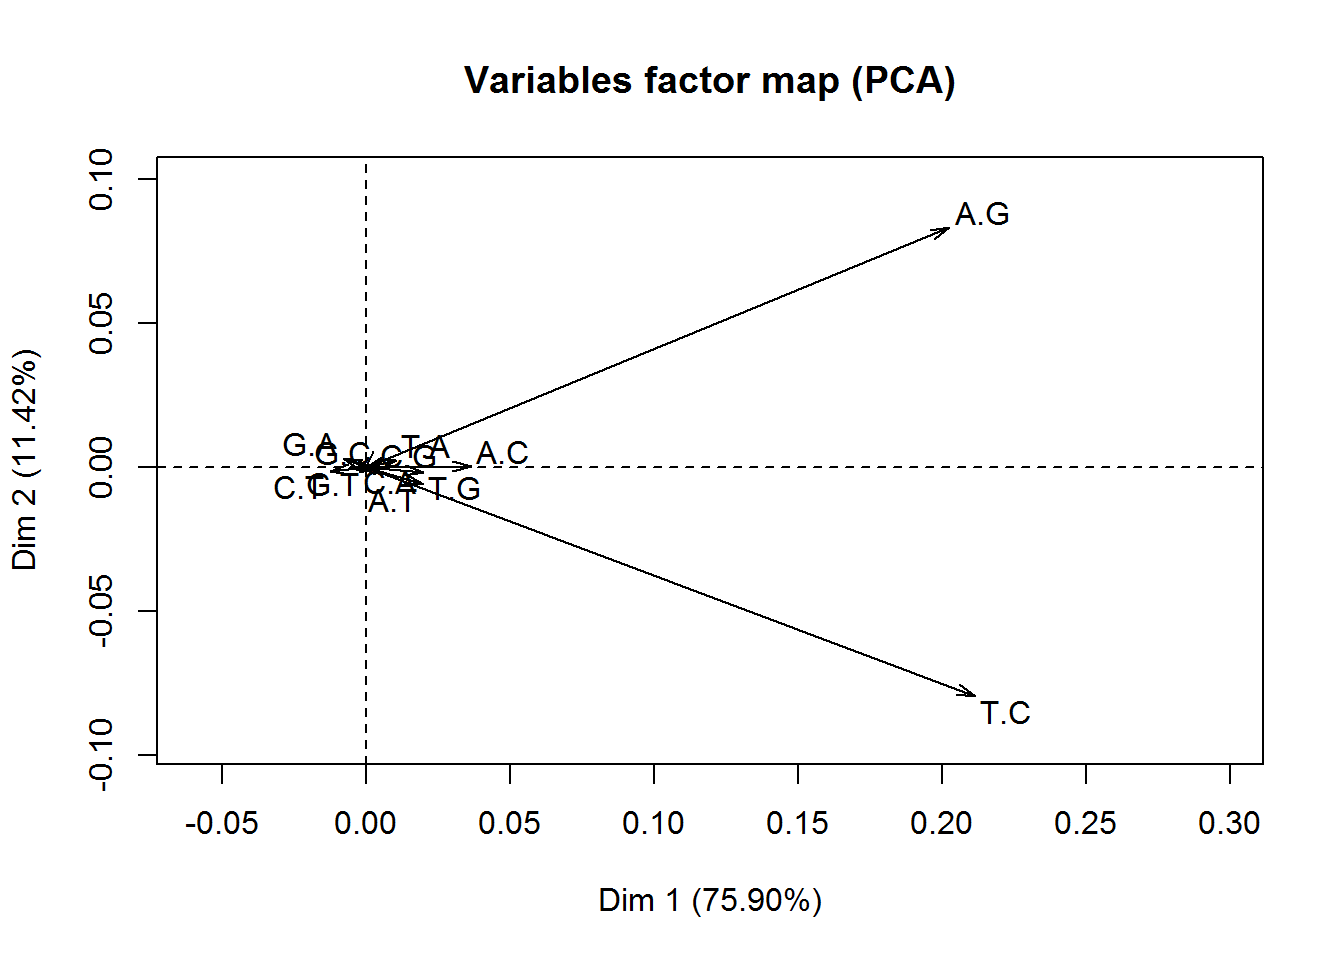 Variables factor map (PCA)
Dim 2 (11.42%)
0.10
0.05
0.00
-0.05
-0.10
A.G
G.A
T.A
G.C
C.G
A.C
C.T
G.T
C.A
T.G
A.T
T.C
-0.05 0.00 0.05 0.10 0.15 0.20 0.25 0.30
Dim 1 (75.90%)